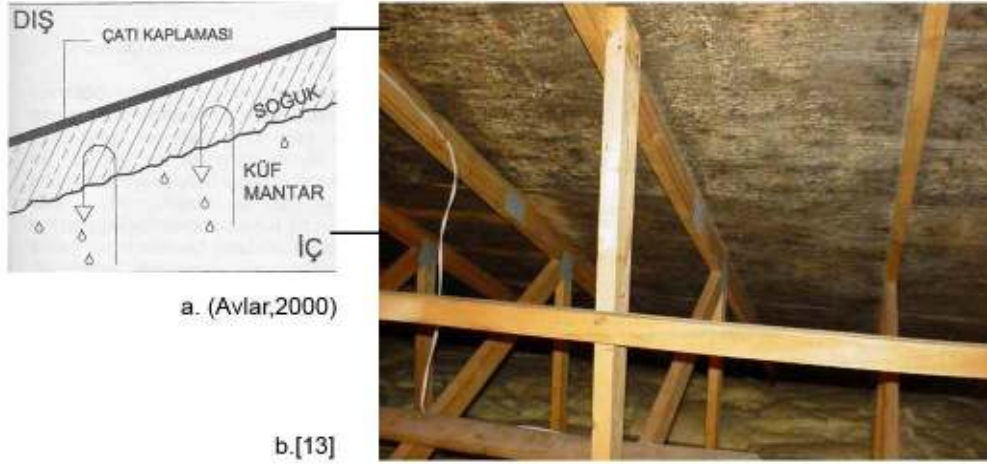 DIŞ
ÇATI KAPLAMASI
SOĞUK
KÜF
MANTAR
İÇ
a. (Avlar,2000)
b.[13]